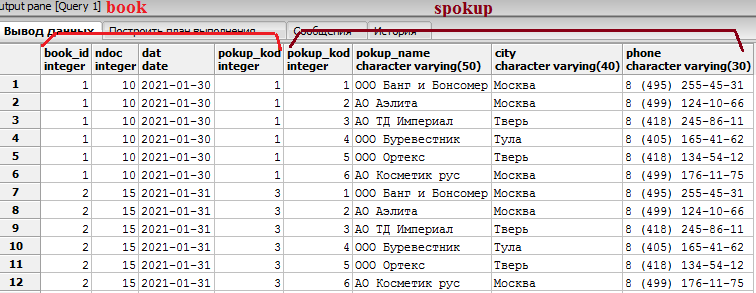 utput pane [Query 1] book spokup
Вывод данных Построить план выполнения Сообщения История
book_id ndoc dat pokup_kod pokup_kod pokup_name city phone
integer integer date integer integer character varying(50) character varying(40) character varying(30)
1 1 10 2021-01-30 1 1 ООО Банг и Бонсомер Москва 8 (495) 255-45-31
2 1 10 2021-01-30 1 2 АО Аэлита Москва 8 (499) 124-10-66
3 1 10 2021-01-30 1 3 АО ТД Империал Тверь 8 (418) 245-86-11
4 1 10 2021-01-30 1 4 ООО Буревестник Тула 8 (405) 165-41-62
5 1 10 2021-01-30 1 5 ООО Ортекс Тверь 8 (418) 134-54-12
6 1 10 2021-01-30 1 6 АО Косметик рус Москва 8 (499) 176-11-75
7 2 15 2021-01-31 3 1 ООО Банг и Бонсомер Москва 8 (495) 255-45-31
8 2 15 2021-01-31 3 2 АО Аэлита Москва 8 (499) 124-10-66
9 2 15 2021-01-31 3 3 АО ТД Империал Тверь 8 (418) 245-86-11
10 2 15 2021-01-31 3 4 ООО Буревестник Тула 8 (405) 165-41-62
11 2 15 2021-01-31 3 5 ООО Ортекс Тверь 8 (418) 134-54-12
12 2 15 2021-01-31 3 6 АО Косметик рус Москва 8 (499) 176-11-75